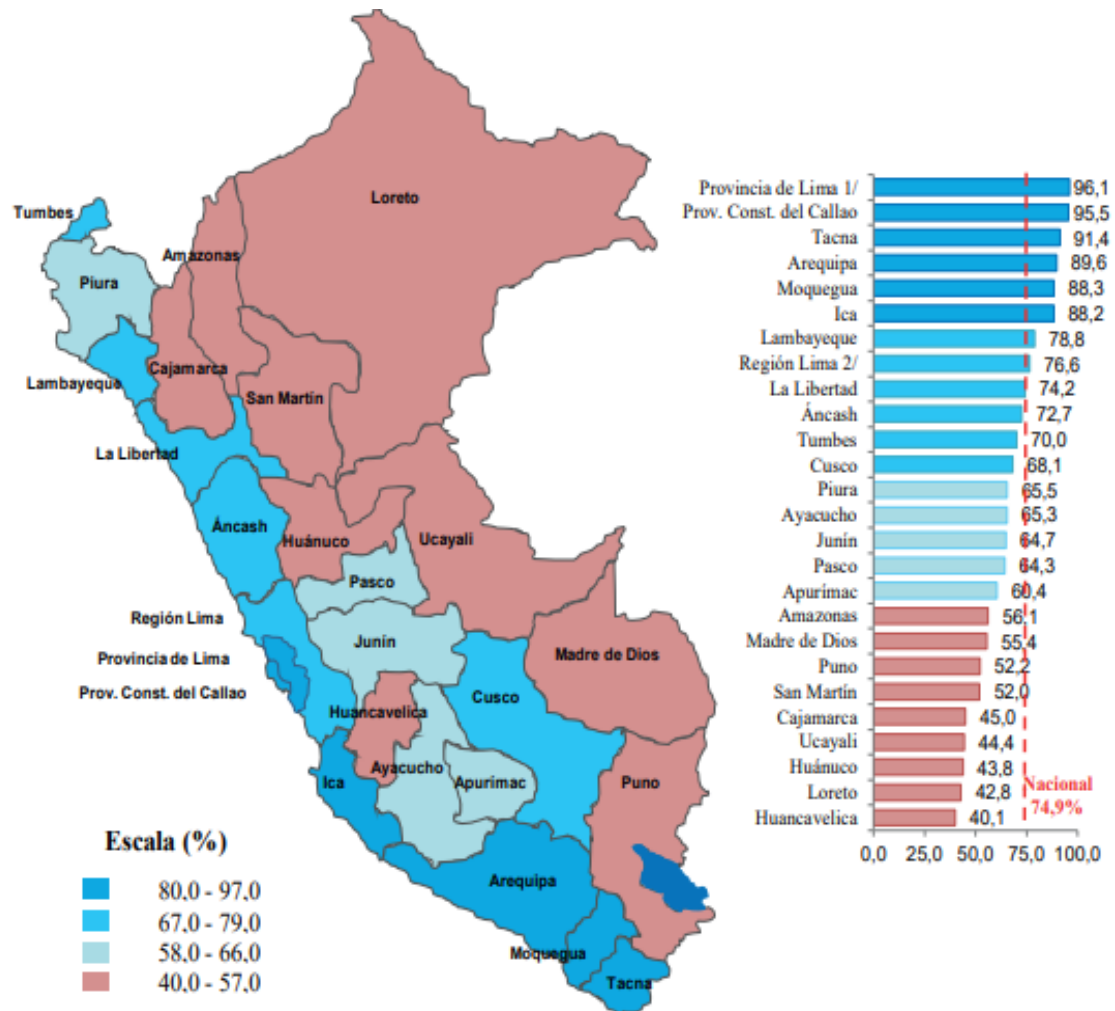 Loreto
Tumbes
Amazonas
Piura
Cajamarca
Lambayeque
San Martín
La Libertad
Áncash
Huánuco
Ucayali
Pasco
Región Lima
Junín
Provincia de Lima
Madre de Dios
Prov. Const. del Callao
Cusco
Huancavelica
Ayacucho
Apurímac
Ica
Puno
Arequipa
Moquegua
Tacna
Escala (%)
80,0 - 97,0
67,0 - 79,0
58,0 - 66,0
40,0 - 57,0
Provincia de Lima 1/ 96,1
Prov. Const. del Callao 95,5
Tacna 91,4
Arequipa 89,6
Moquegua 88,3
Ica 88,2
Lambayeque 78,8
Región Lima 2/ 76,6
La Libertad 74,2
Áncash 72,7
Tumbes 70,0
Cusco 68,1
Piura 65,5
Ayacucho 65,3
Junín 64,7
Pasco 64,3
Apurímac 60,4
Amazonas 56,1
Madre de Dios 55,4
Puno 52,2
San Martín 52,0
Cajamarca 45,0
Ucayali 44,4
Huánuco 43,8
Loreto 42,8
Huancavelica 40,1
Nacional
74,9%
0,0 25,0 50,0 75,0 100,0